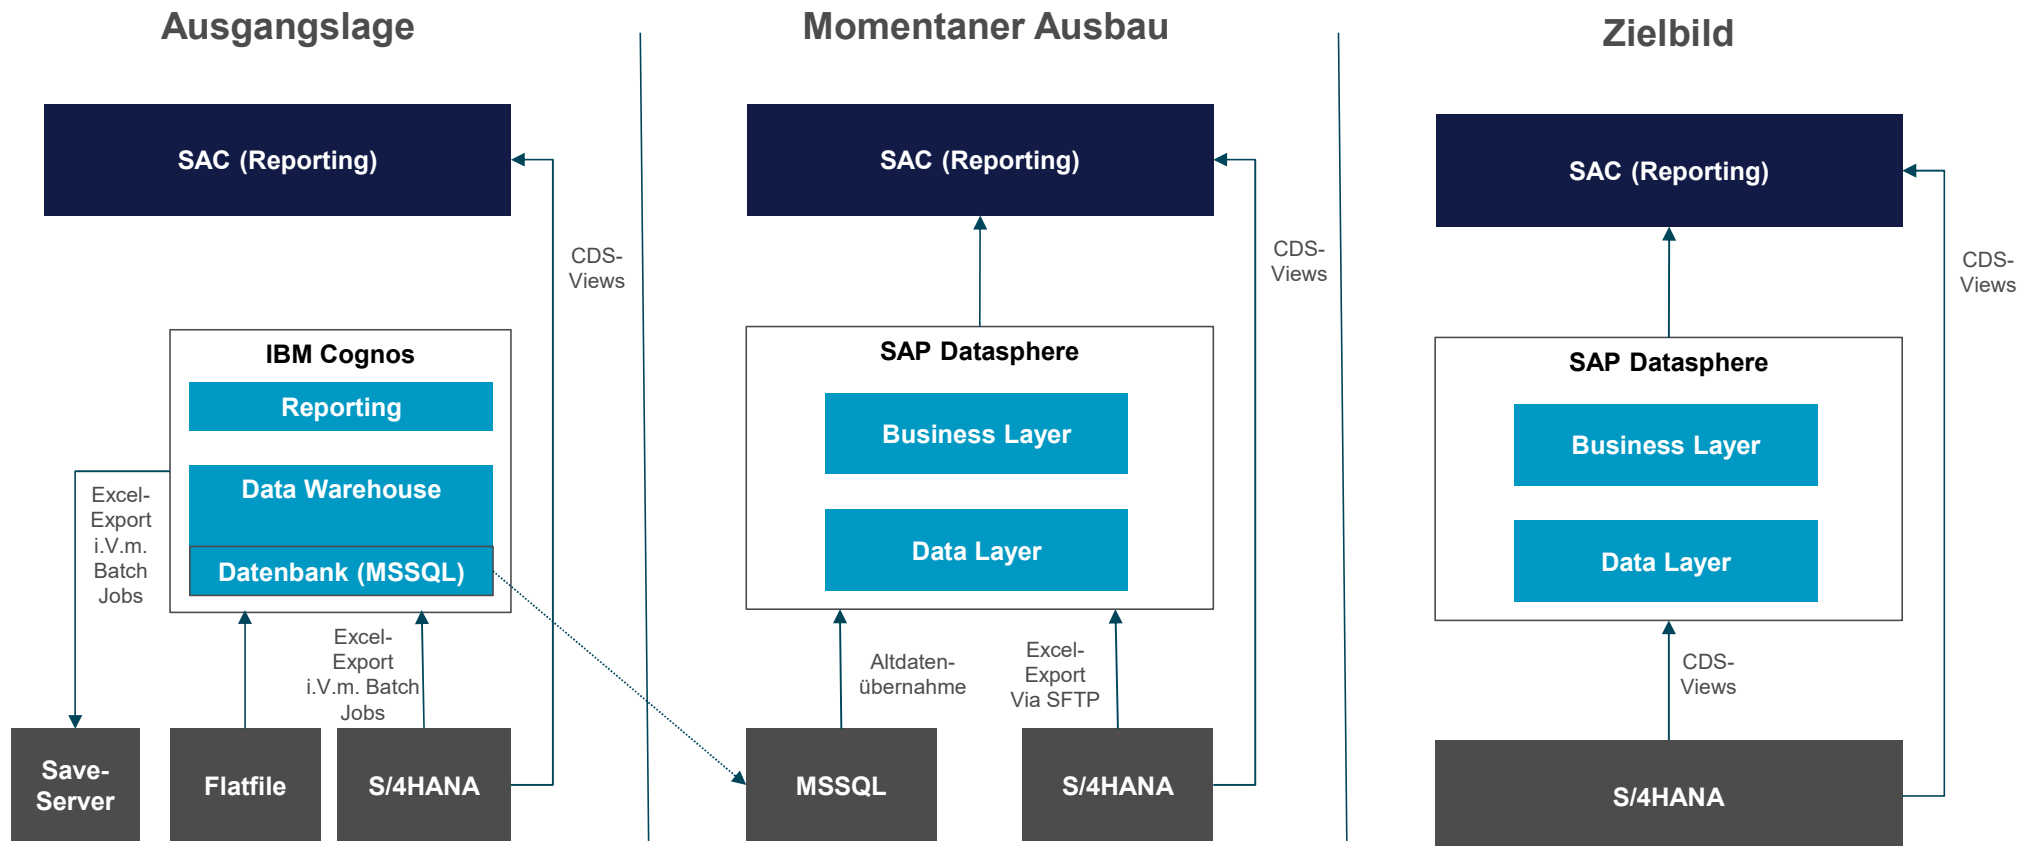 Ausgangslage
SAC (Reporting)
CDS-
Views
IBM Cognos
Reporting
Data Warehouse
Datenbank (MSSQL)
Excel-
Export
i.V.m.
Batch
Jobs
Excel-
Export
i.V.m. Batch
Jobs
Save-
Server
Flatfile
S/4HANA
Momentaner Ausbau
SAC (Reporting)
CDS-
Views
SAP Datasphere
Business Layer
Data Layer
Altdaten-
übernahme
Excel-
Export
Via SFTP
MSSQL
S/4HANA
Zielbild
SAC (Reporting)
CDS-
Views
SAP Datasphere
Business Layer
Data Layer
CDS-
Views
S/4HANA